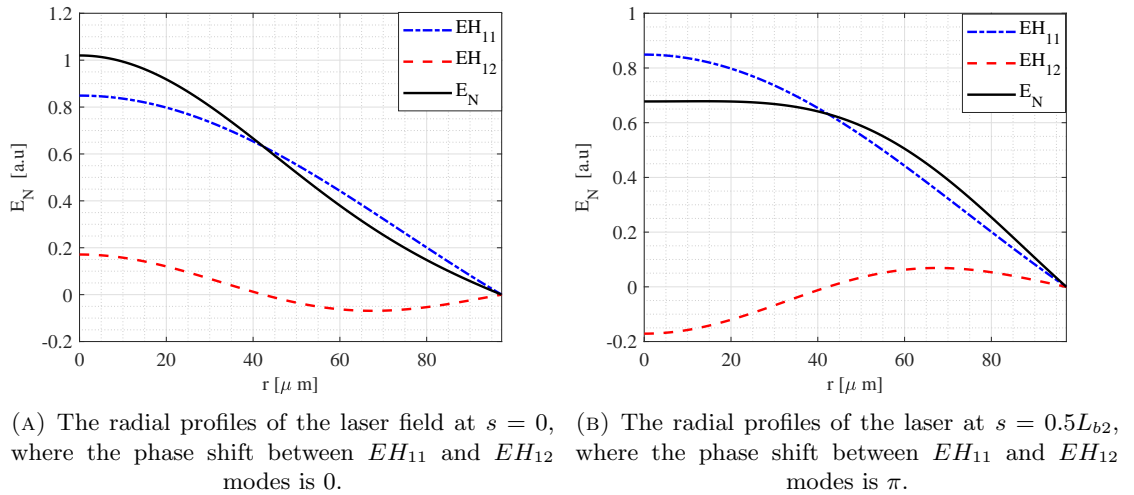 1.2
1
0.8
0.6
0.4
0.2
0
-0.2
E_N [a.u]
0 20 40 60 80
r [μ m]
EH_11
EH_12
E_N
1
0.8
0.6
0.4
0.2
0
-0.2
E_N [a.u]
0 20 40 60 80
r [μ m]
EH_11
EH_12
E_N
(A) The radial profiles of the laser field at s = 0,
where the phase shift between EH_11 and EH_12
modes is 0.
(B) The radial profiles of the laser at s = 0.5L_b2,
where the phase shift between EH_11 and EH_12
modes is π.